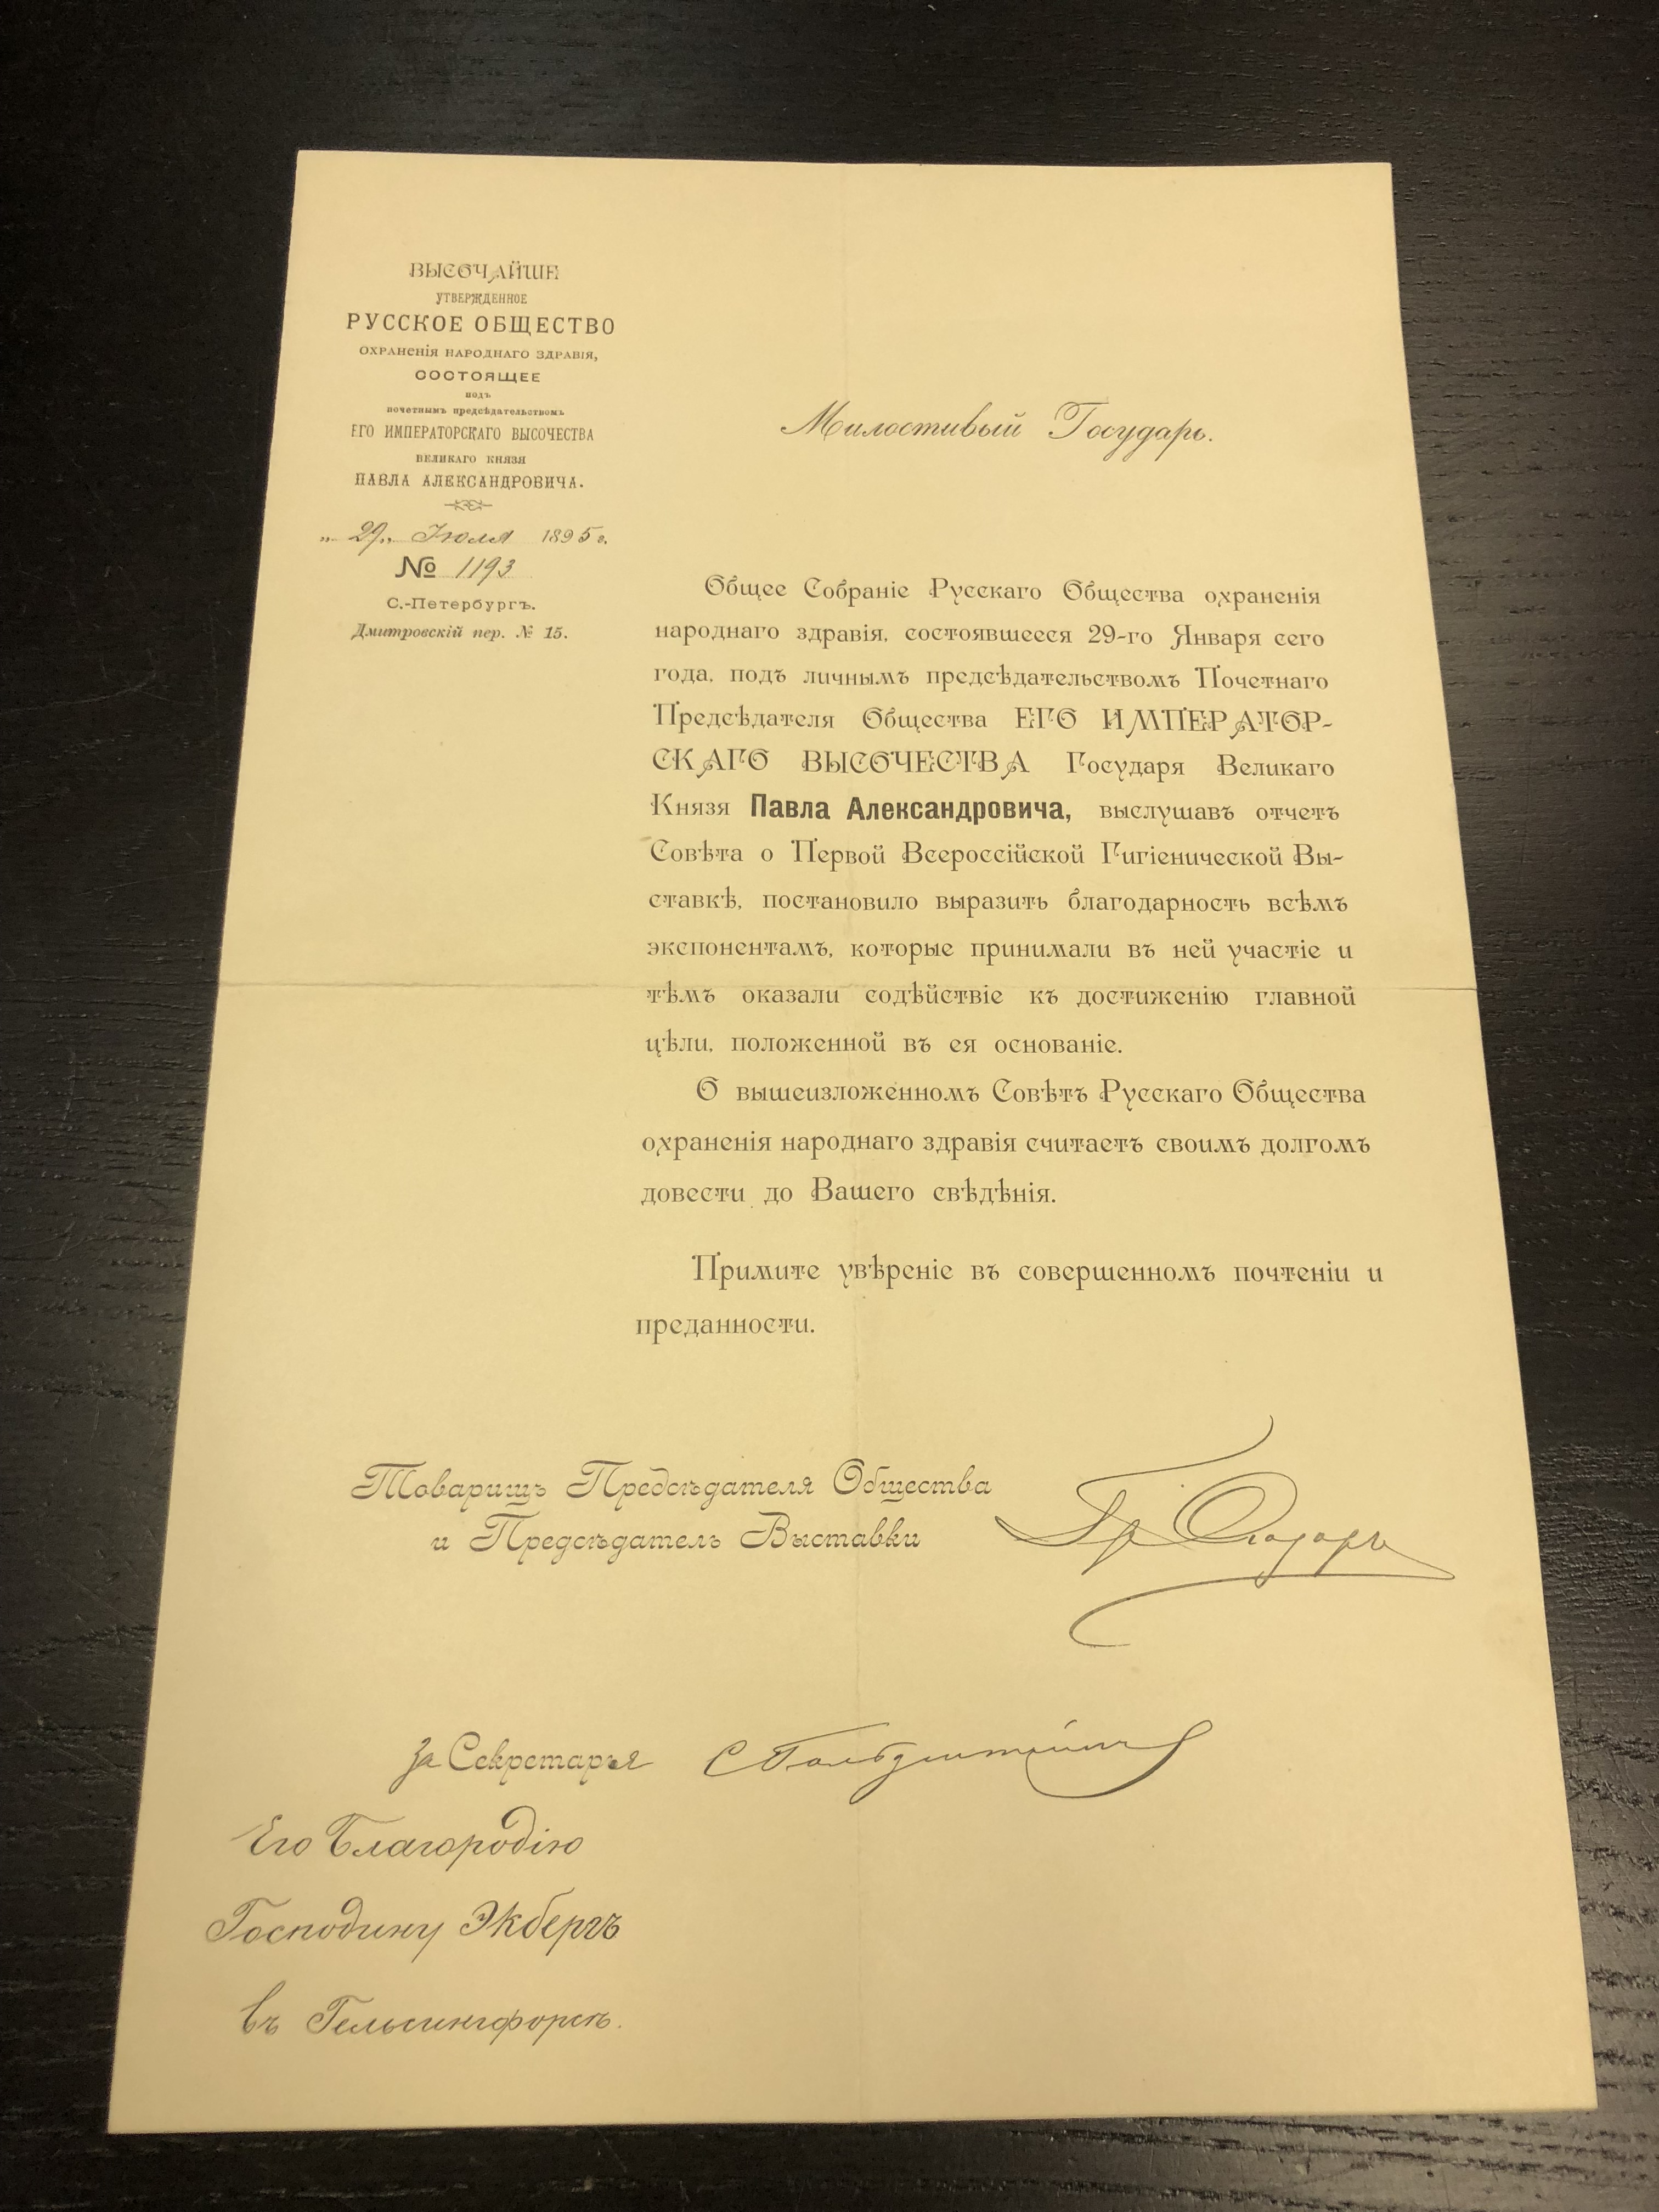 ВЫСОЧАЙШЕ
УТВЕРЖДЕННОЕ
РУССКОЕ ОБЩЕСТВО
ОХРАНЕНІЯ НАРОДНАГО ЗДРАВІЯ,
СОСТОЯЩЕЕ
подъ
почетнымъ предсѣдательствомъ
ЕГО ИМПЕРАТОРСКАГО ВЫСОЧЕСТВА
ВЕЛИКАГО КНЯЗЯ
ПАВЛА АЛЕКСАНДРОВИЧА.
„29„ Іюля 1895 г.
№ 1193
С.-Петербургъ.
Дмитровскій пер. № 15.
Милостивый Государь.
Общее Собраніе Русскаго Общества охраненія
народнаго здравія, состоявшееся 29-го Января сего
года, подъ личнымъ предсѣдательствомъ Почетнаго
Предсѣдателя Общества ЕГО ИМПЕРАТОР-
СКАГО ВЫСОЧЕСТВА Государя Великаго
Князя Павла Александровича, выслушавъ отчетъ
Совѣта о Первой Всероссійской Гигіенической Вы-
ставкѣ, постановило выразить благодарность всѣмъ
экспонентамъ, которые принимали въ ней участіе и
тѣмъ оказали содѣйствіе къ достиженію главной
цѣли, положенной въ ея основаніе.
О вышеизложенномъ Совѣтъ Русскаго Общества
охраненія народнаго здравія считаетъ своимъ долгомъ
довести до Вашего свѣдѣнія.
Примите увѣреніе въ совершенномъ почтеніи и
преданности.
Товарищъ Предсѣдателя Общества
и Предсѣдатель Выставки
За Секретаря С Гольдштейнъ
Его Благородію
Господину Экбергъ
въ Гельсингфорсѣ.